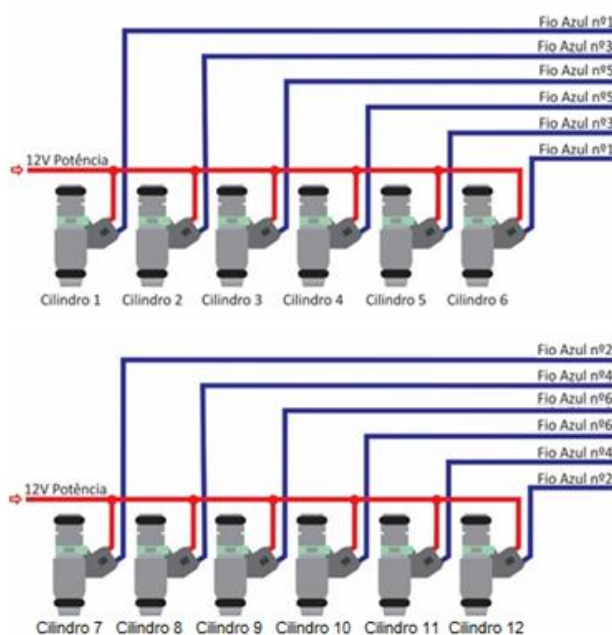 Fio Azul nº1
Fio Azul nº3
Fio Azul nº5
Fio Azul nº5
Fio Azul nº3
Fio Azul nº1
12V Potência
Cilindro 1 Cilindro 2 Cilindro 3 Cilindro 4 Cilindro 5 Cilindro 6
Fio Azul nº2
Fio Azul nº4
Fio Azul nº6
Fio Azul nº6
Fio Azul nº4
Fio Azul nº2
12V Potência
Cilindro 7 Cilindro 8 Cilindro 9 Cilindro 10 Cilindro 11 Cilindro 12